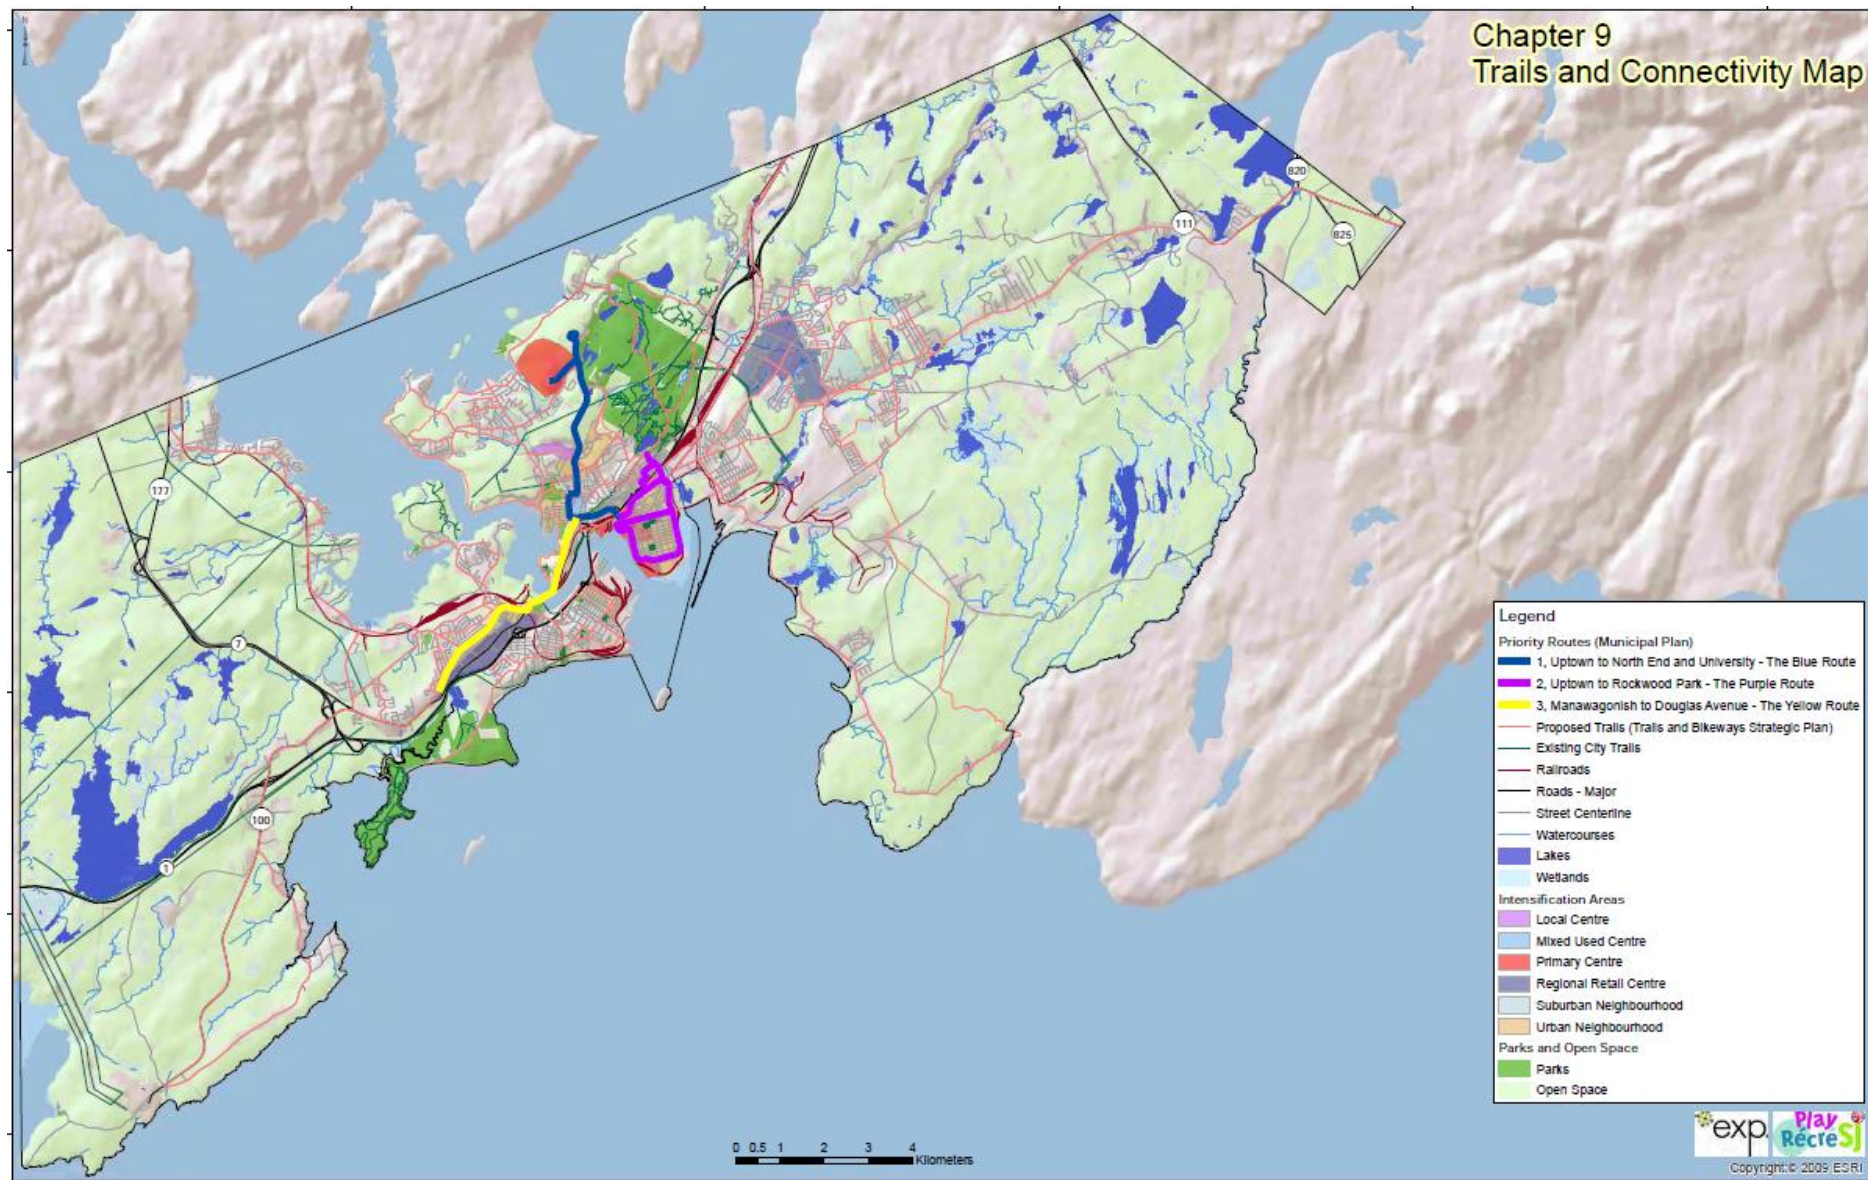 Chapter 9
Trails and Connectivity Map
N
820
111
825
177
7
100
1
Legend
Priority Routes (Municipal Plan)
1, Uptown to North End and University - The Blue Route
2, Uptown to Rockwood Park - The Purple Route
3, Manawagonish to Douglas Avenue - The Yellow Route
Proposed Trails (Trails and Bikeways Strategic Plan)
Existing City Trails
Railroads
Roads - Major
Street Centerline
Watercourses
Lakes
Wetlands
Intensification Areas
Local Centre
Mixed Used Centre
Primary Centre
Regional Retail Centre
Suburban Neighbourhood
Urban Neighbourhood
Parks and Open Space
Parks
Open Space
0 0.5 1 2 3 4
Kilometers
exp.
Play
RécreSJ
Copyright:© 2009 ESRI